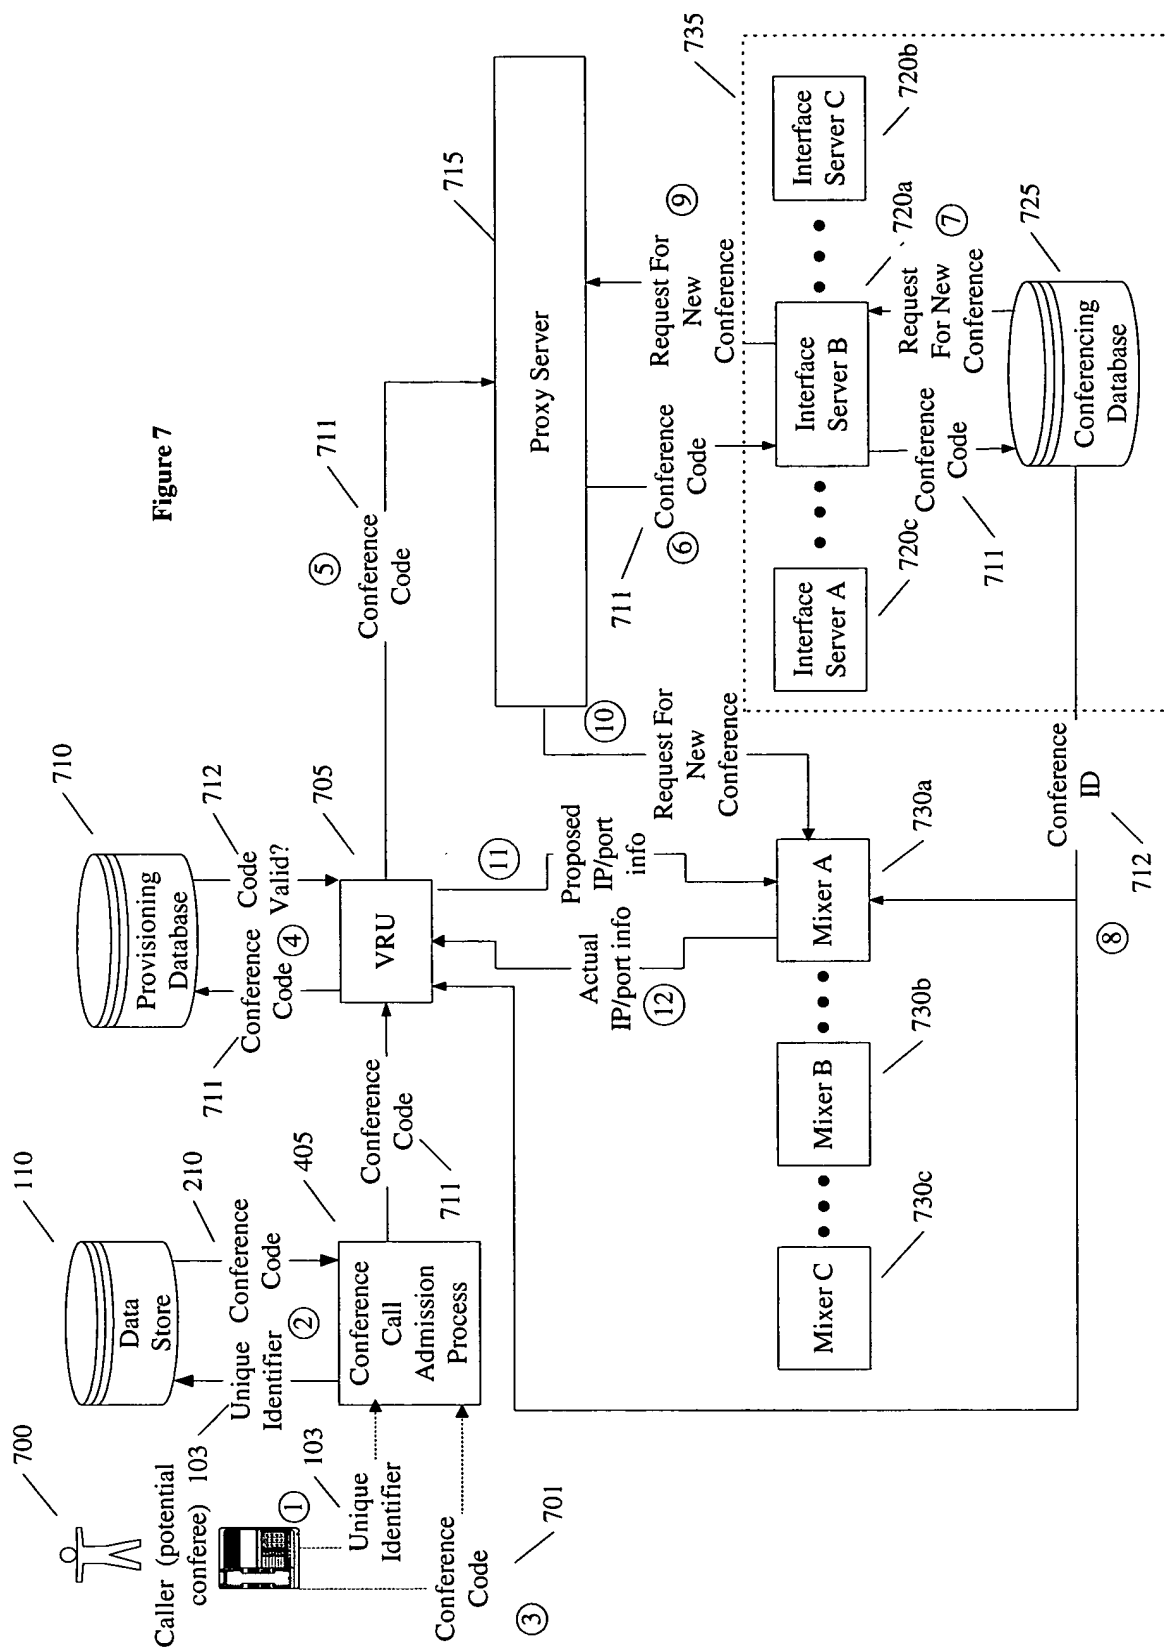 Figure 7
700
Caller (potential
conferee)
103
1
103
Unique
Identifier
Conference
Code
701
3
110
Data
Store
Unique
Identifier
2
210
Conference
Code
405
Conference
Call
Admission
Process
Conference
Code
711
710
Provisioning
Database
711
Conference
Code
4
712
Code
Valid?
705
VRU
5
Conference
Code
711
715
Proxy Server
11
Proposed
IP/port
info
Actual
IP/port info
12
10
Request For
New
Conference
711
6
Conference
Code
9
Request For
New
Conference
735
Mixer C
730c
Mixer B
730b
Mixer A
730a
Interface
Server A
720c
Interface
Server B
720a
Interface
Server C
720b
Conference
Code
711
Request
For New
Conference
7
725
Conferencing
Database
Conference
ID
712
8